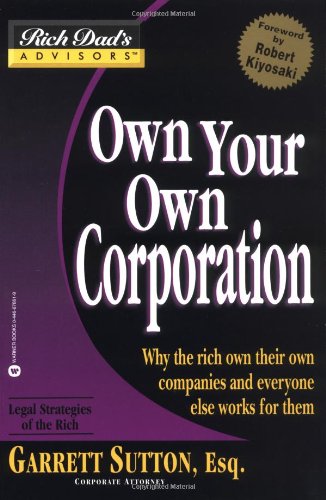 Rich Dad's
ADVISORS™
Foreword
by
Robert
Kiyosaki
Own Your
Own
Corporation
Why the rich own their own
companies and everyone
else works for them
Legal Strategies
of the Rich
GARRETT SUTTON, Esq.
CORPORATE ATTORNEY